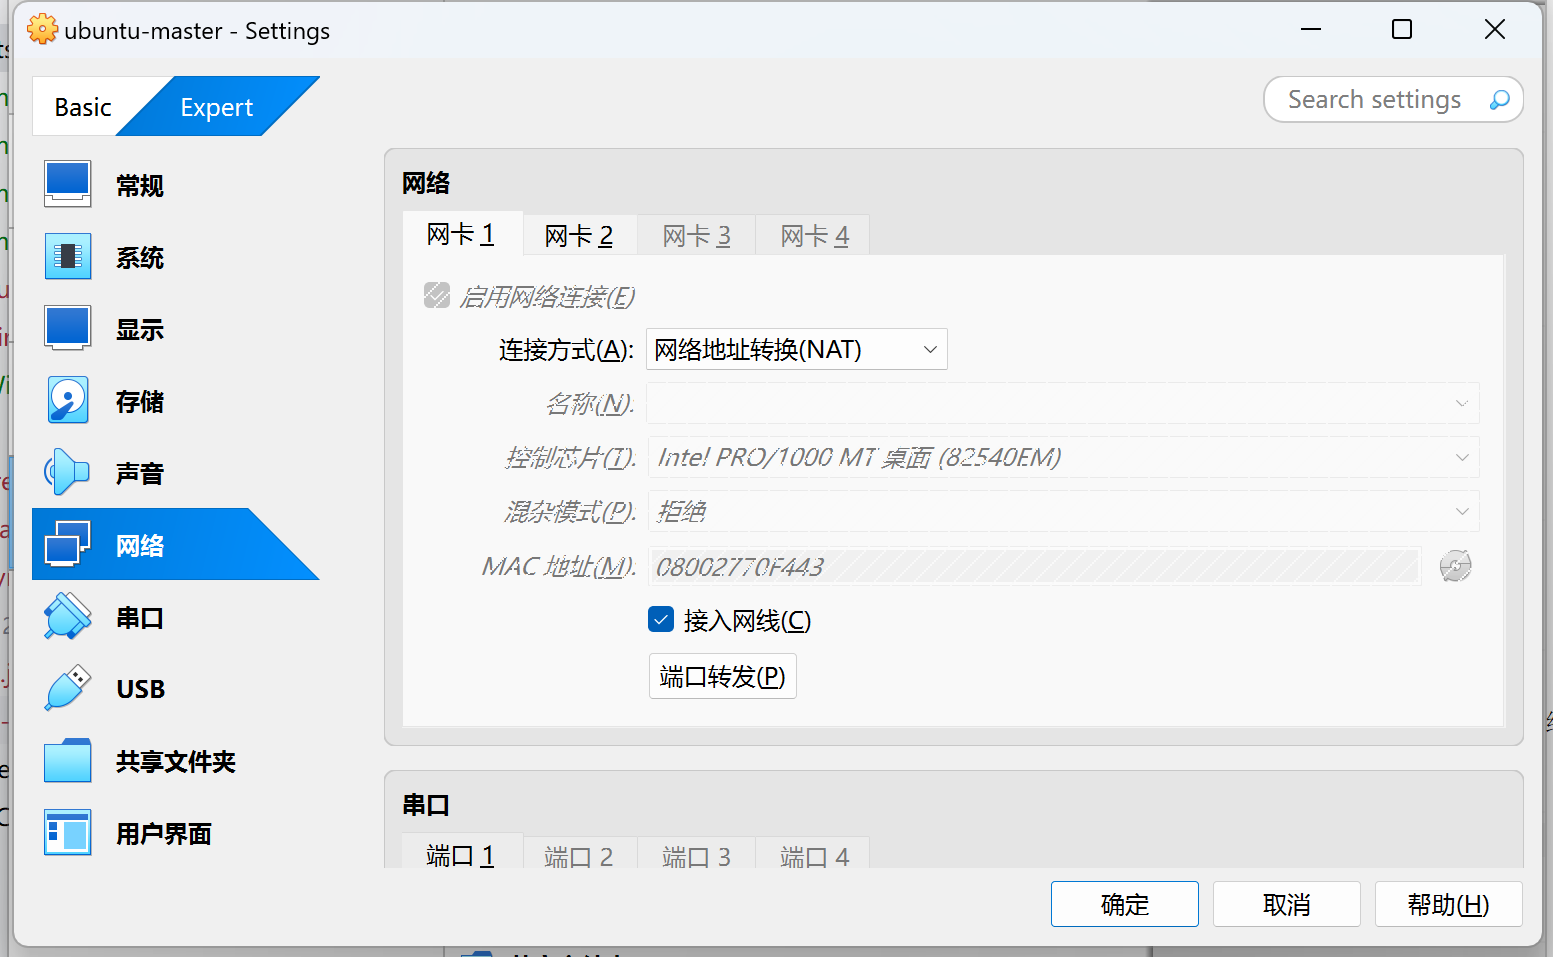 ubuntu-master - Settings
Basic
Expert
Search settings
常规
系统
显示
存储
声音
网络
串口
USB
共享文件夹
用户界面
网络
网卡 1
网卡 2
网卡 3
网卡 4
启用网络连接(E)
连接方式(A):
网络地址转换(NAT)
名称(N):
控制芯片(T):
Intel PRO/1000 MT 桌面 (82540EM)
混杂模式(P):
拒绝
MAC 地址(M):
08002770F443
接入网线(C)
端口转发(P)
串口
端口 1
端口 2
端口 3
端口 4
确定
取消
帮助(H)